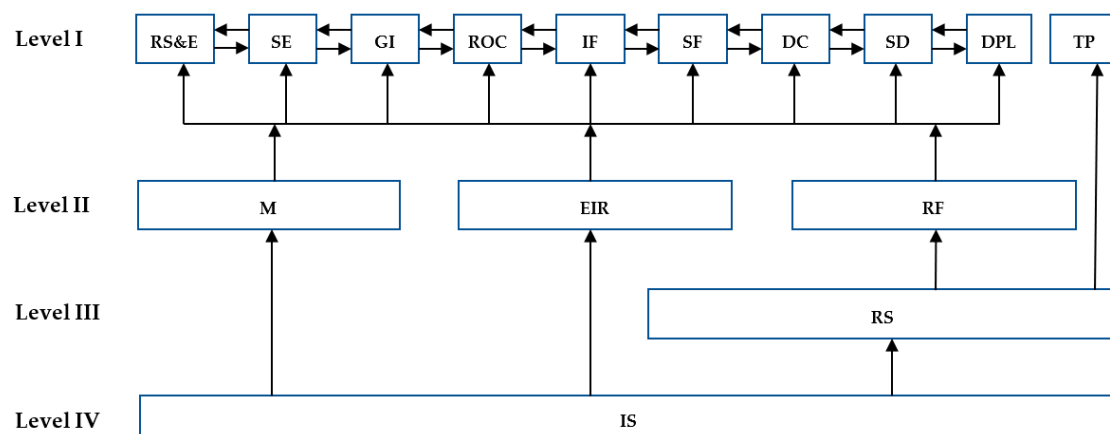 Level I RS&E SE GI ROC IF SF DC SD DPL TP
Level II M EIR RF
Level III RS
Level IV IS